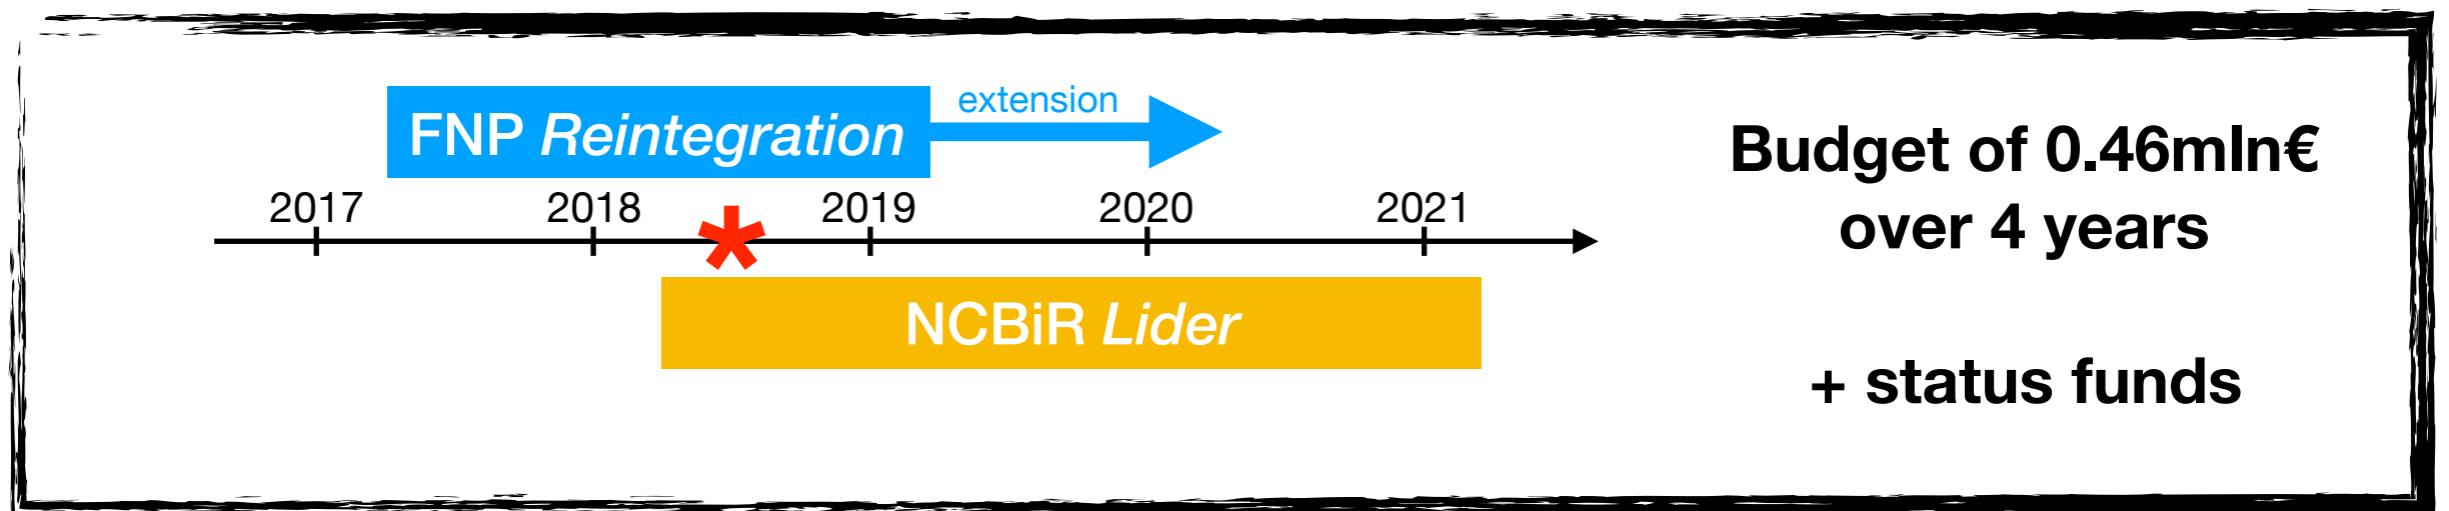 FNP Reintegration
extension
2017 2018 2019 2020 2021
*
NCBiR Lider
Budget of 0.46mln€
over 4 years
+ status funds